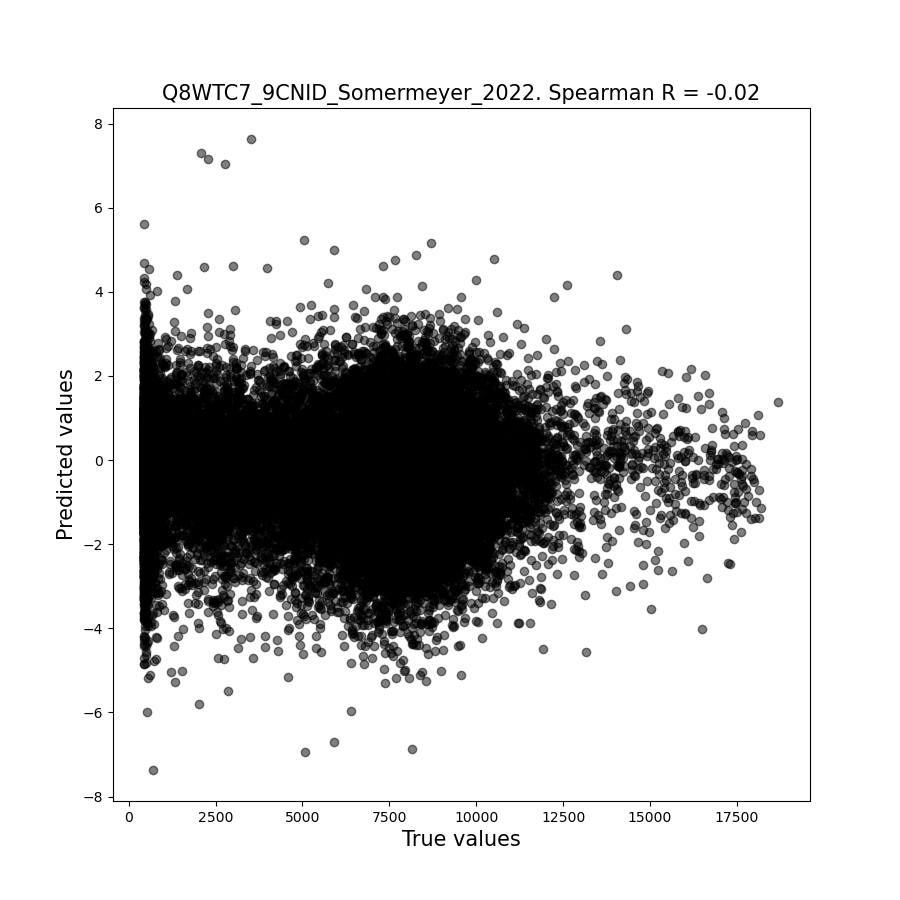 Q8WTC7_9CNID_Somermeyer_2022. Spearman R = -0.02
8
6
4
2
0
−2
−4
−6
−8
Predicted values
0 2500 5000 7500 10000 12500 15000 17500
True values